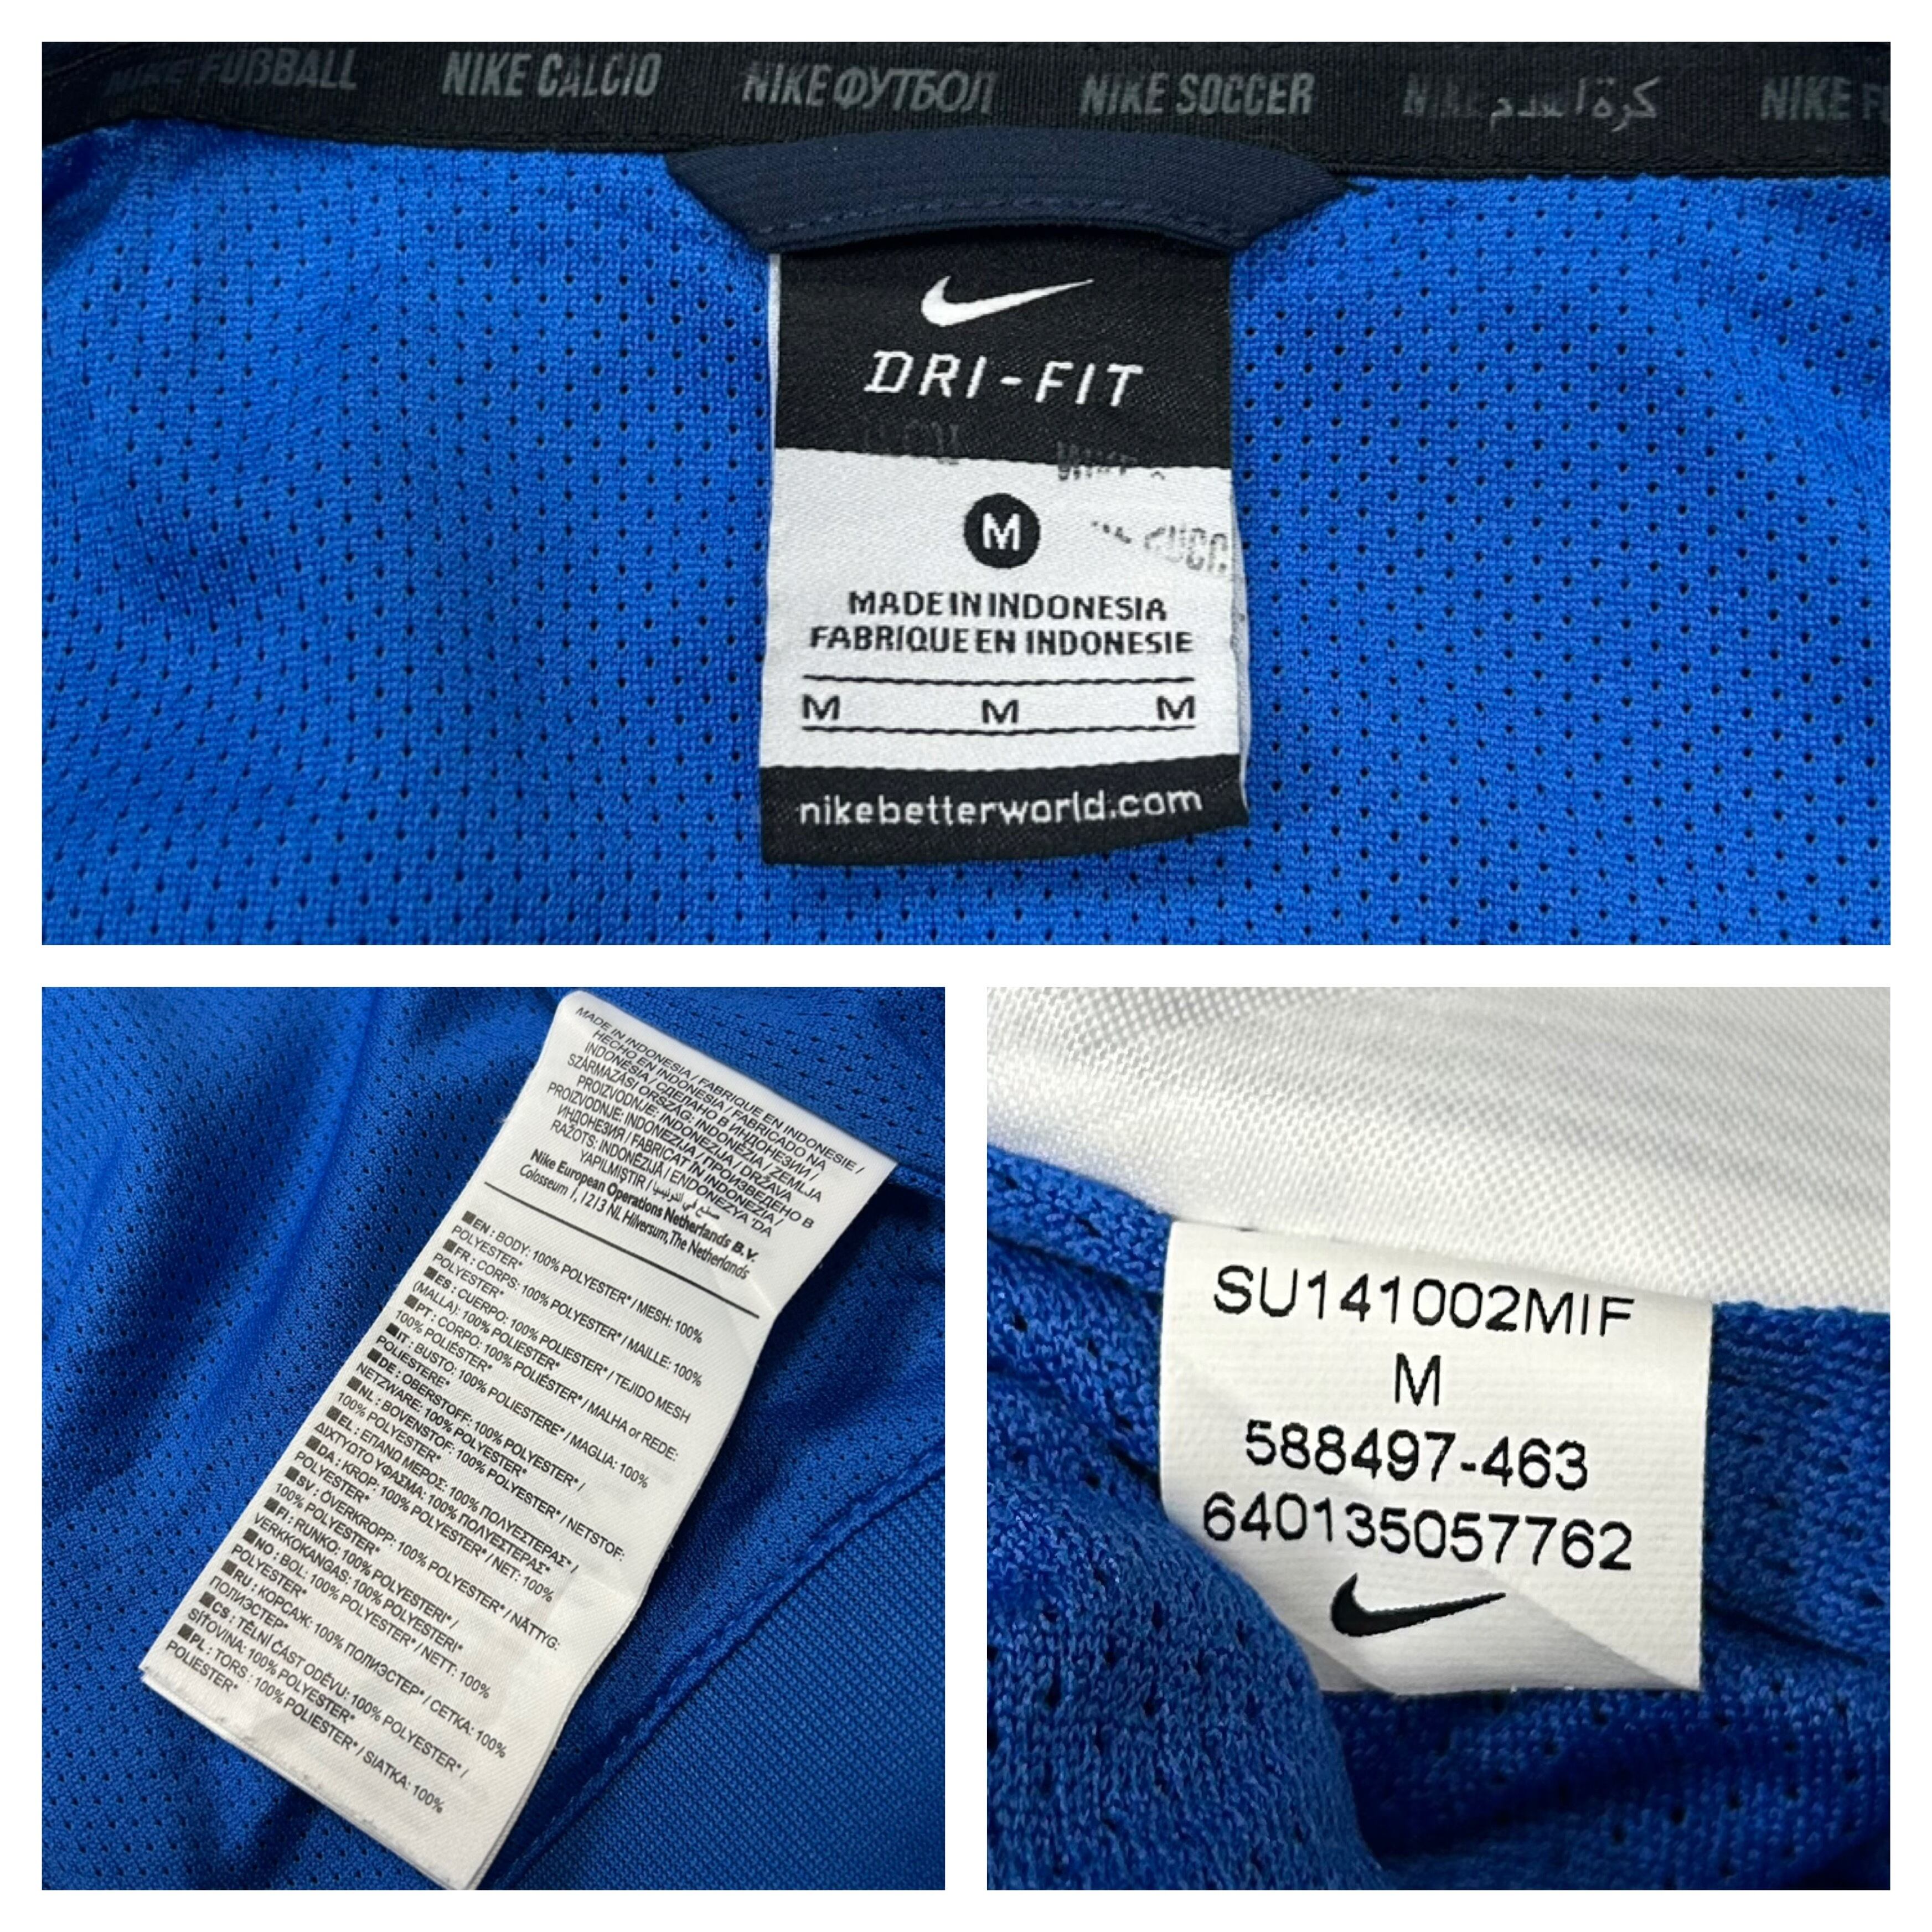 NIKE FUßBALL NIKE CALCIO NIKE ФУТБОЛ NIKE SOCCER NIKE كرة القدم NIKE
DRI-FIT
M
MADE IN INDONESIA
FABRIQUE EN INDONESIE
M M M
nikebetterworld.com
MADE IN INDONESIA / FABRIQUE EN INDONESIE /
HECHO EN INDONESIA / FABRICADO NA
INDONÉSIA / СДЕЛАНО В ИНДОНЕЗИИ /
SZÁRMAZÁSI ORSZÁG: INDONÉZIA / ZEMLJA
PROIZVODNJE: INDONEZIJA / DRŽAVA
PROIZVODNJE: INDONEZIJA / ПРОИЗВЕДЕНО В
ИНДОНЕЗИЯ / FABRICAT ÎN INDONEZIA /
RAŽOTS: INDONĒZIJĀ / ENDONEZYA 'DA
YAPILMIŞTIR / صنع في اندونيسيا
Nike European Operations Netherlands B.V.
Colosseum 1, 1213 NL Hilversum, The Netherlands
EN : BODY: 100% POLYESTER* / MESH: 100%
POLYESTER*
FR : CORPS: 100% POLYESTER* / MAILLE: 100%
POLYESTER*
ES : CUERPO: 100% POLIESTER* / TEJIDO MESH
(MALLA): 100% POLIESTER*
PT : CORPO: 100% POLIÉSTER* / MALHA or REDE:
100% POLIÉSTER*
IT : BUSTO: 100% POLIESTERE* / MAGLIA: 100%
POLIESTERE*
DE : OBERSTOFF: 100% POLYESTER* /
NETZWARE: 100% POLYESTER*
NL : BOVENSTOF: 100% POLYESTER* / NETSTOF:
100% POLYESTER*
EL : ΕΠΑΝΩ ΜΕΡΟΣ: 100% ΠΟΛΥΕΣΤΕΡΑΣ* /
ΔΙΧΤΥΩΤΟ ΥΦΑΣΜΑ: 100% ΠΟΛΥΕΣΤΕΡΑΣ*
DA : KROP: 100% POLYESTER* / NET: 100%
POLYESTER*
SV : ÖVERKROPP: 100% POLYESTER* / NÄTTYG:
100% POLYESTER*
FI : RUNKO: 100% POLYESTERI* /
VERKKOKANGAS: 100% POLYESTERI*
NO : BOL: 100% POLYESTER* / NETT: 100%
POLYESTER*
RU : КОРСАЖ: 100% ПОЛИЭСТЕР* / СЕТКА: 100%
ПОЛИЭСТЕР*
CS : TĚLNÍ ČÁST ODĚVU: 100% POLYESTER* /
SÍŤOVINA: 100% POLYESTER*
PL : TORS : 100% POLIESTER* / SIATKA: 100%
POLIESTER*
SU141002MIF
M
588497-463
640135057762